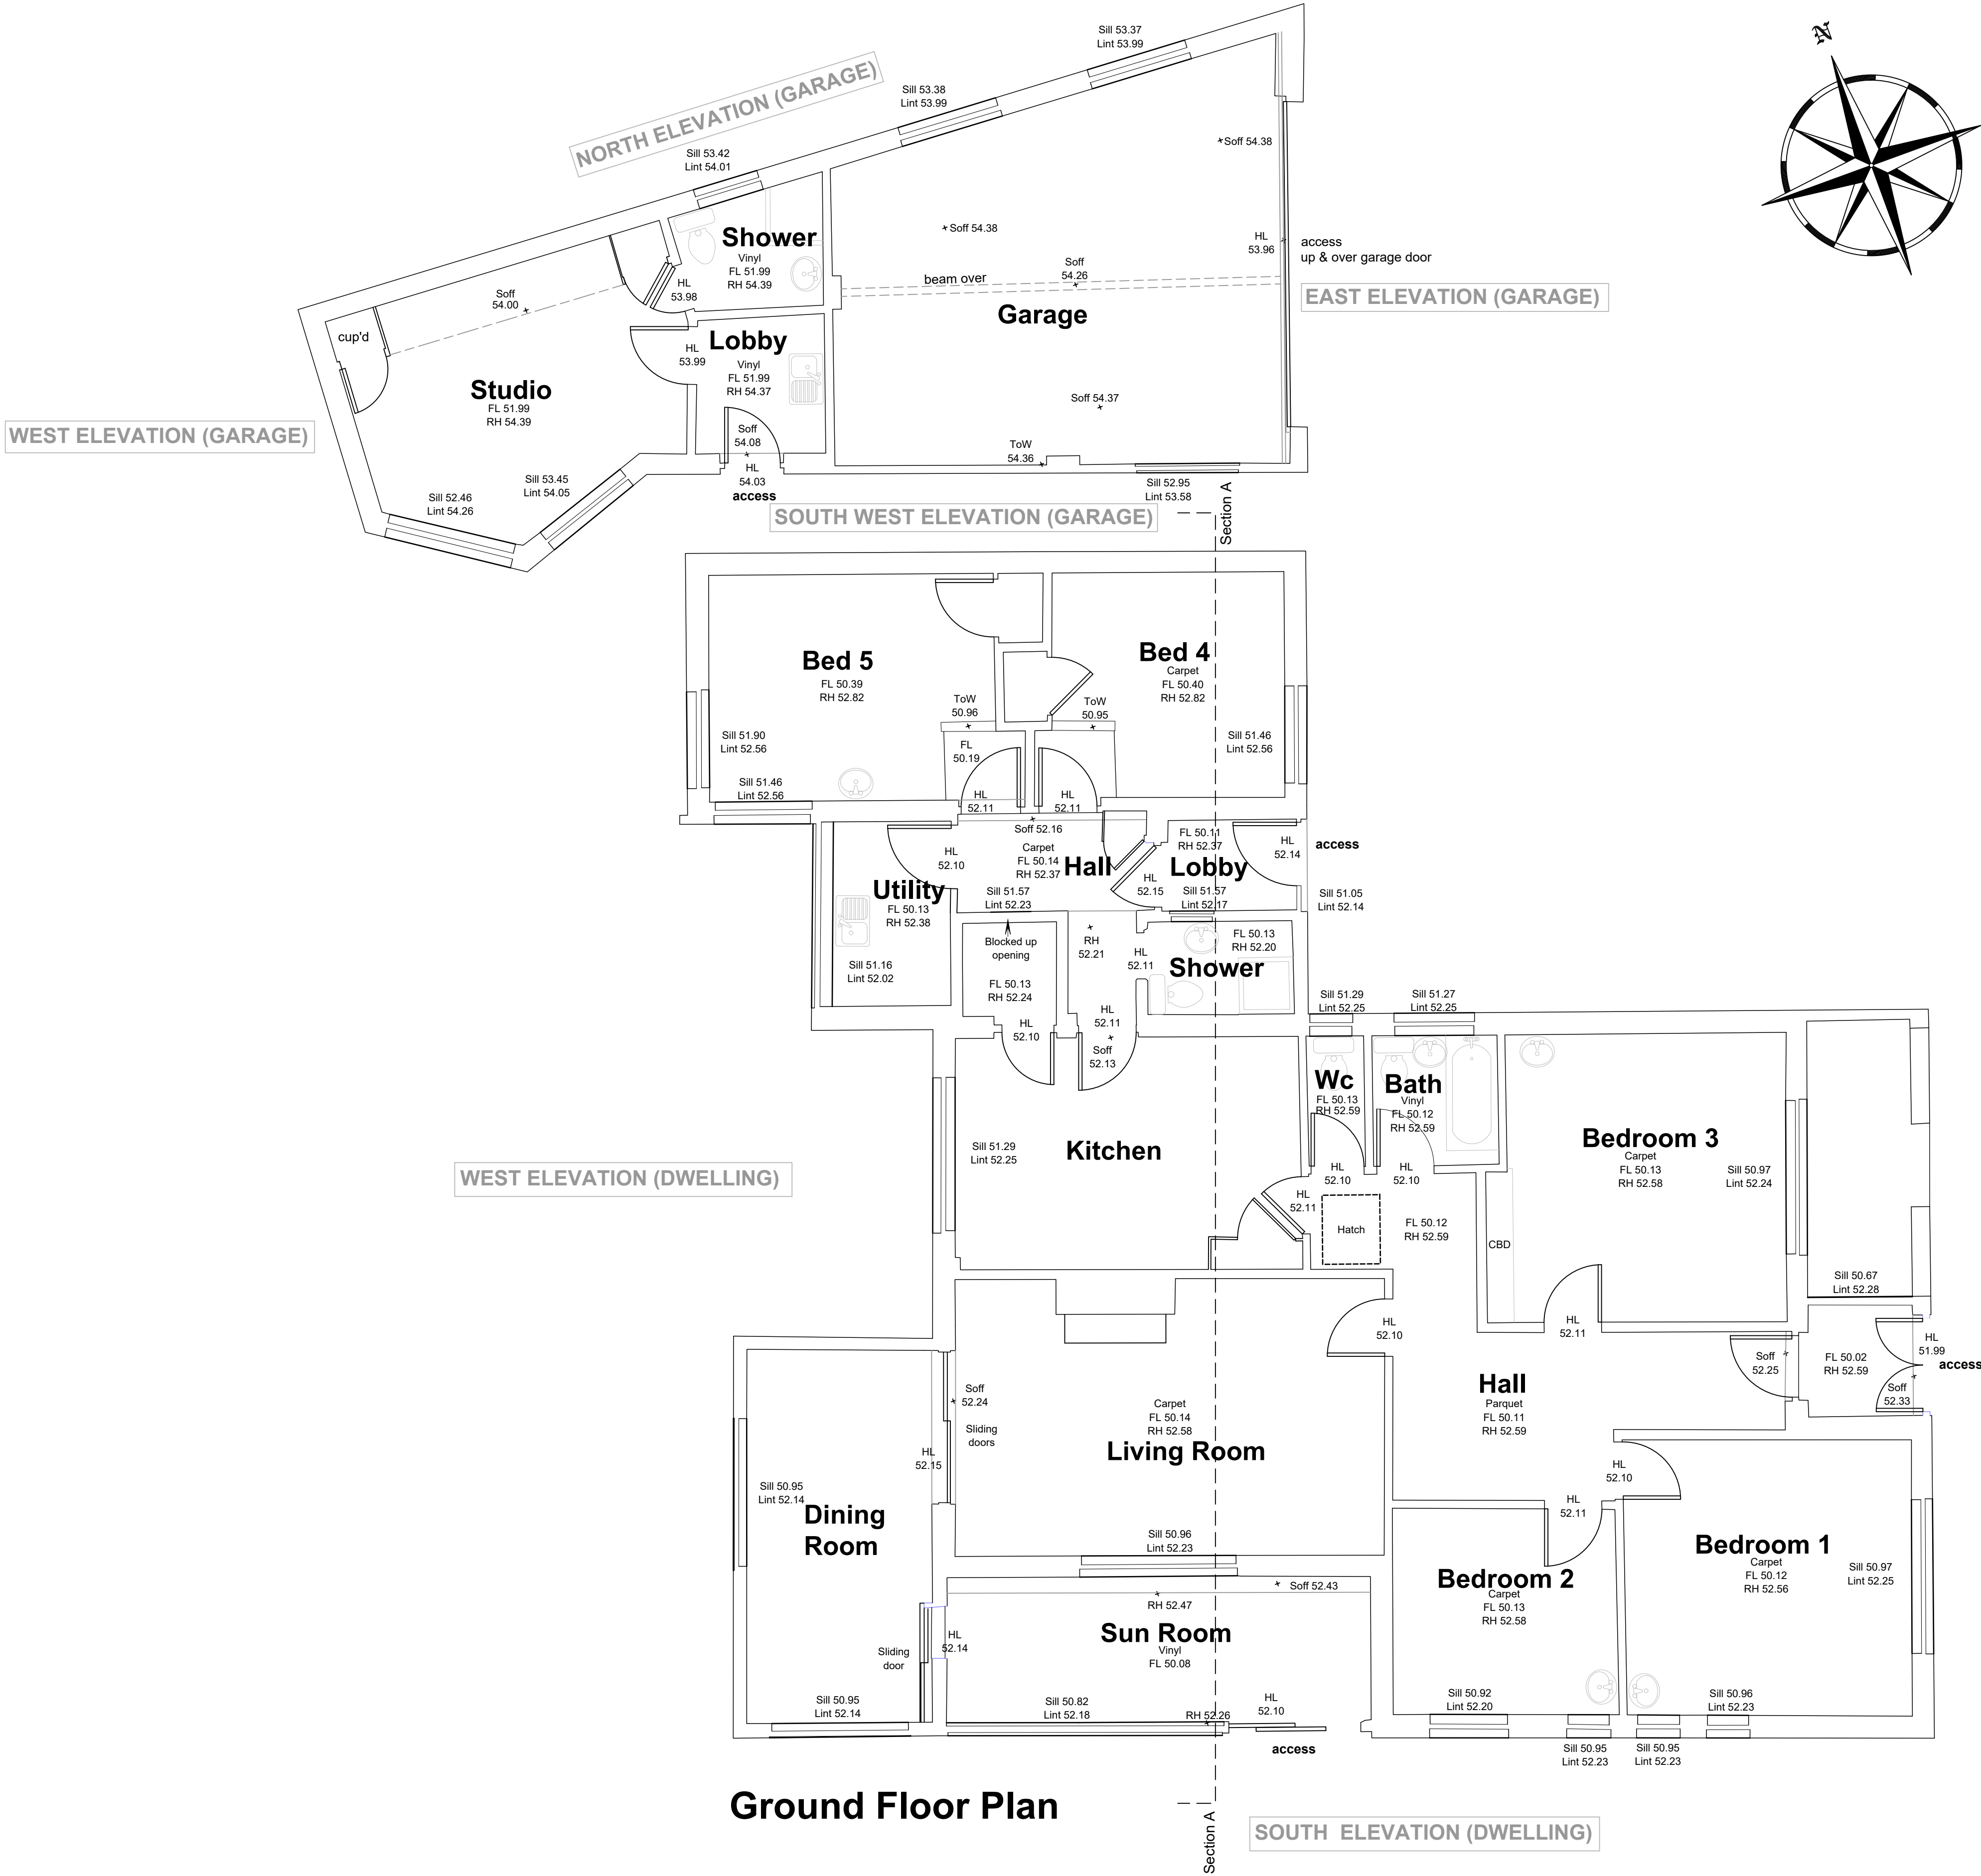 Sill 53.37
Lint 53.99
N
NORTH ELEVATION (GARAGE)
Sill 53.38
Lint 53.99
Sill 53.42
Lint 54.01
Soff 54.38
Soff 54.38
Shower
Vinyl
FL 51.99
RH 54.39
HL
53.96
access
up & over garage door
beam over
Soff
54.26
EAST ELEVATION (GARAGE)
Garage
HL
53.98
Soff
54.00
cup'd
Lobby
Vinyl
FL 51.99
RH 54.37
HL
53.99
Studio
FL 51.99
RH 54.39
Soff 54.37
WEST ELEVATION (GARAGE)
Soff
54.08
HL
54.03
access
ToW
54.36
Sill 53.45
Lint 54.05
Sill 52.46
Lint 54.26
Sill 52.95
Lint 53.58
SOUTH WEST ELEVATION (GARAGE)
Section A
Bed 5
FL 50.39
RH 52.82
Bed 4
Carpet
FL 50.40
RH 52.82
ToW
50.96
ToW
50.95
Sill 51.90
Lint 52.56
FL
50.19
Sill 51.46
Lint 52.56
Sill 51.46
Lint 52.56
HL
52.11
HL
52.11
Soff 52.16
FL 50.11
RH 52.37
HL
52.14
access
HL
52.10
Carpet
FL 50.14
RH 52.37
Hall
Lobby
HL
52.15
Utility
FL 50.13
RH 52.38
Sill 51.57
Lint 52.23
Sill 51.57
Lint 52.17
Sill 51.05
Lint 52.14
Blocked up
opening
RH
52.21
HL
52.11
FL 50.13
RH 52.20
Shower
Sill 51.16
Lint 52.02
FL 50.13
RH 52.24
HL
52.10
HL
52.11
Soff
52.13
Sill 51.29
Lint 52.25
Sill 51.27
Lint 52.25
Wc
FL 50.13
RH 52.59
Bath
Vinyl
FL 50.12
RH 52.59
Kitchen
Sill 51.29
Lint 52.25
Bedroom 3
Carpet
FL 50.13
RH 52.58
Sill 50.97
Lint 52.24
WEST ELEVATION (DWELLING)
HL
52.10
HL
52.10
HL
52.11
Hatch
FL 50.12
RH 52.59
CBD
Sill 50.67
Lint 52.28
HL
52.10
HL
52.11
HL
51.99
access
Soff
52.25
FL 50.02
RH 52.59
Soff
52.33
Hall
Parquet
FL 50.11
RH 52.59
Soff
52.24
Sliding
doors
Carpet
FL 50.14
RH 52.58
Living Room
HL
52.15
HL
52.10
HL
52.11
Sill 50.95
Lint 52.14
Dining
Room
Sill 50.96
Lint 52.23
Bedroom 1
Carpet
FL 50.12
RH 52.56
Sill 50.97
Lint 52.25
Bedroom 2
Carpet
FL 50.13
RH 52.58
Soff 52.43
RH 52.47
Sun Room
Vinyl
FL 50.08
HL
52.14
Sliding
door
Sill 50.95
Lint 52.14
Sill 50.82
Lint 52.18
RH 52.26
HL
52.10
access
Sill 50.92
Lint 52.20
Sill 50.96
Lint 52.23
Sill 50.95
Lint 52.23
Sill 50.95
Lint 52.23
Ground Floor Plan
Section A
SOUTH ELEVATION (DWELLING)